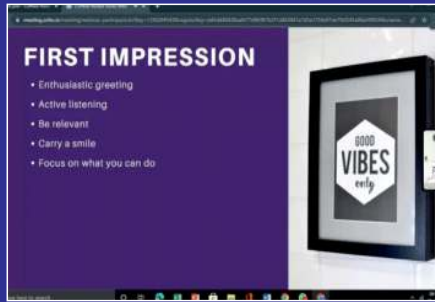 FIRST IMPRESSION
• Enthusiastic greeting
• Active listening
• Be relevant
• Carry a smile
• Focus on what you can do
GOOD
VIBES
only